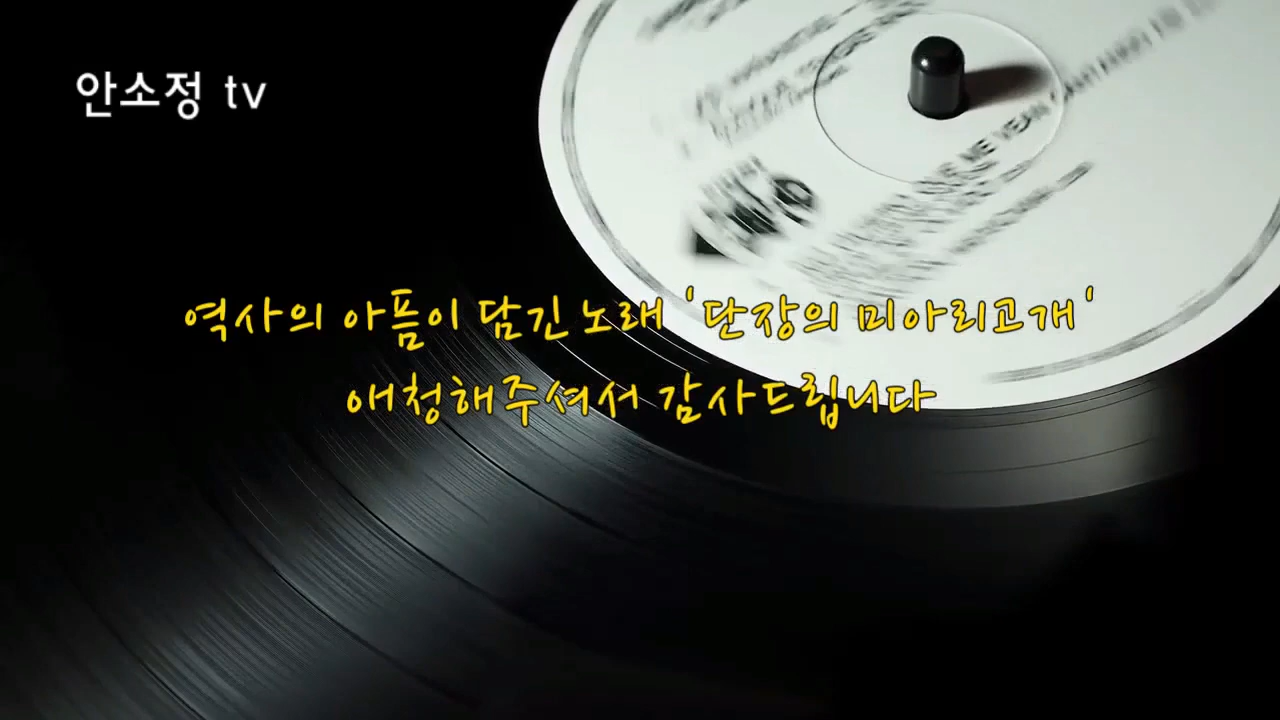 안소정 tv
역사의 아픔이 담긴 노래 '단장의 미아리고개'
애청해주셔서 감사드립니다